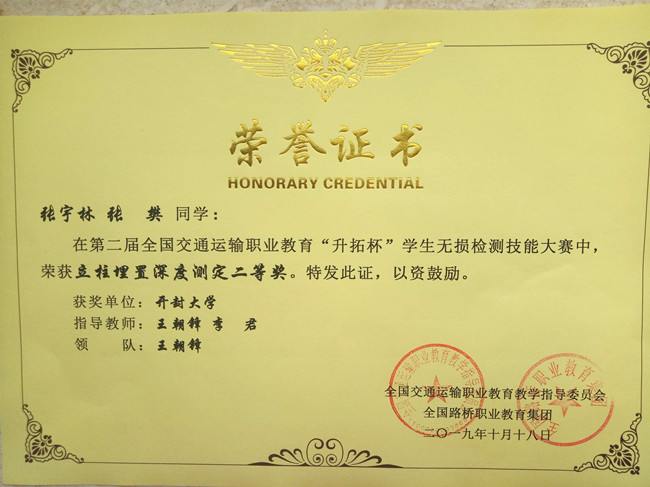 荣誉证书
HONORARY CREDENTIAL
张宇林 张 樊 同学：
在第二届全国交通运输职业教育“升拓杯”学生无损检测技能大赛中，
荣获立柱埋置深度测定二等奖。特发此证，以资鼓励。
获奖单位：开封大学
指导教师：王朝锋 李 君
领 队：王朝锋
全国交通运输职业教育教学指导委员会
全国路桥职业教育集团
二〇一九年十月十八日